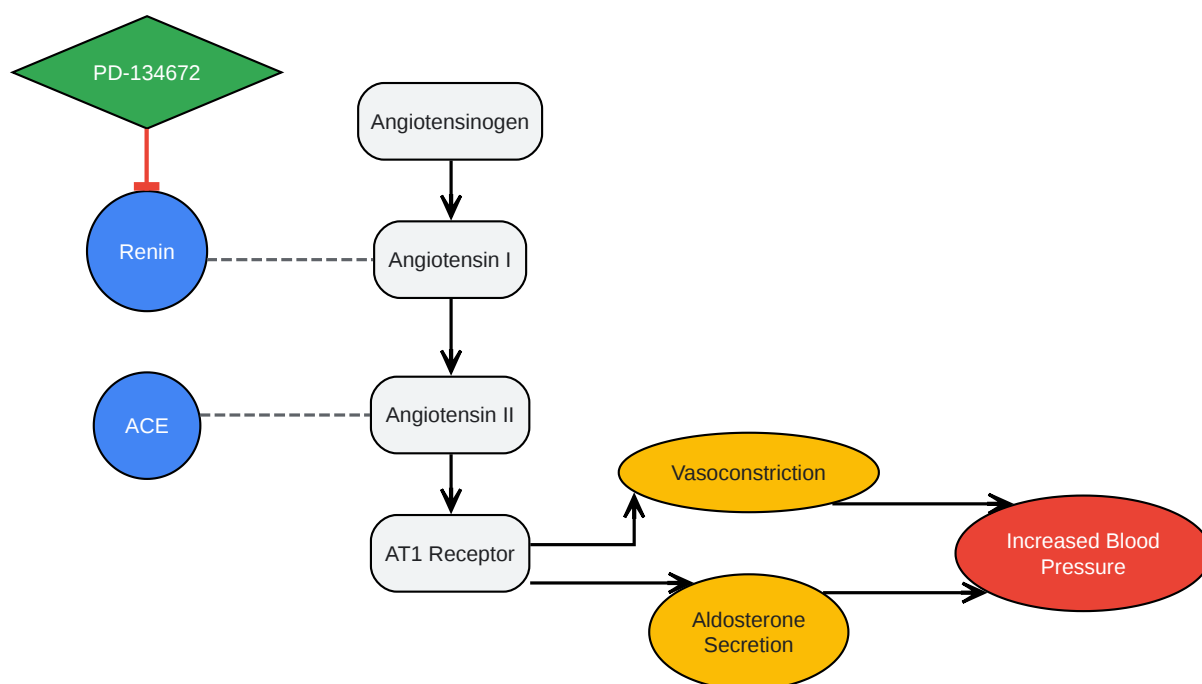 PD-134672
Angiotensinogen
Renin
Angiotensin I
ACE
Angiotensin II
Vasoconstriction
AT1 Receptor
Increased Blood
Pressure
Aldosterone
Secretion